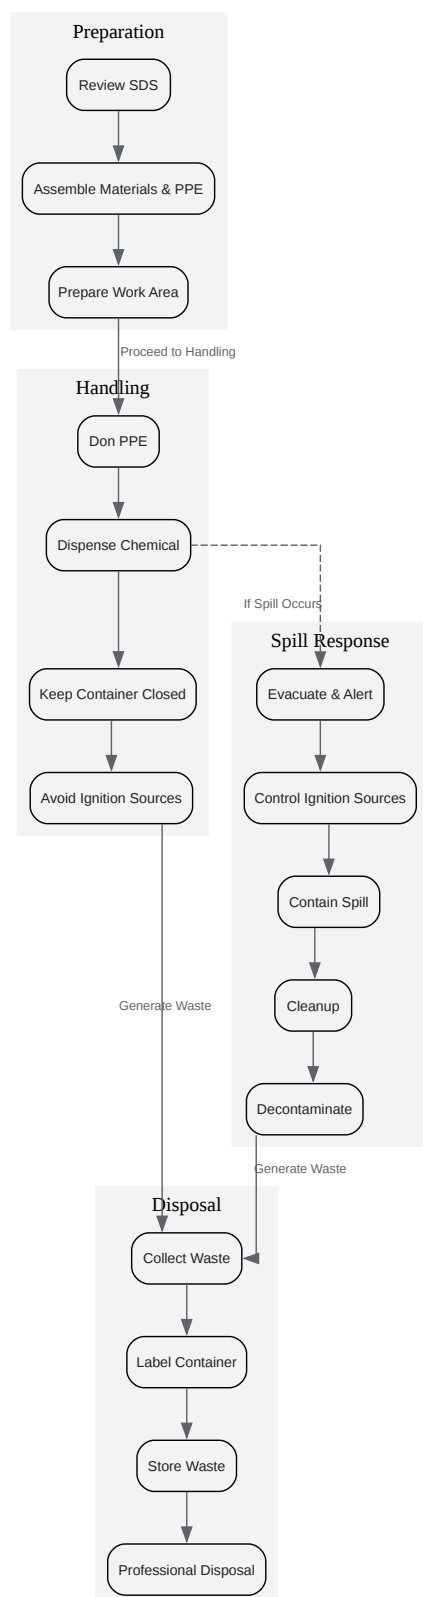 Preparation
Review SDS
Assemble Materials & PPE
Prepare Work Area
Proceed to Handling
Handling
Don PPE
Dispense Chemical
If Spill Occurs
Spill Response
Keep Container Closed
Evacuate & Alert
Avoid Ignition Sources
Control Ignition Sources
Contain Spill
Generate Waste
Cleanup
Decontaminate
Generate Waste
Disposal
Collect Waste
Label Container
Store Waste
Professional Disposal